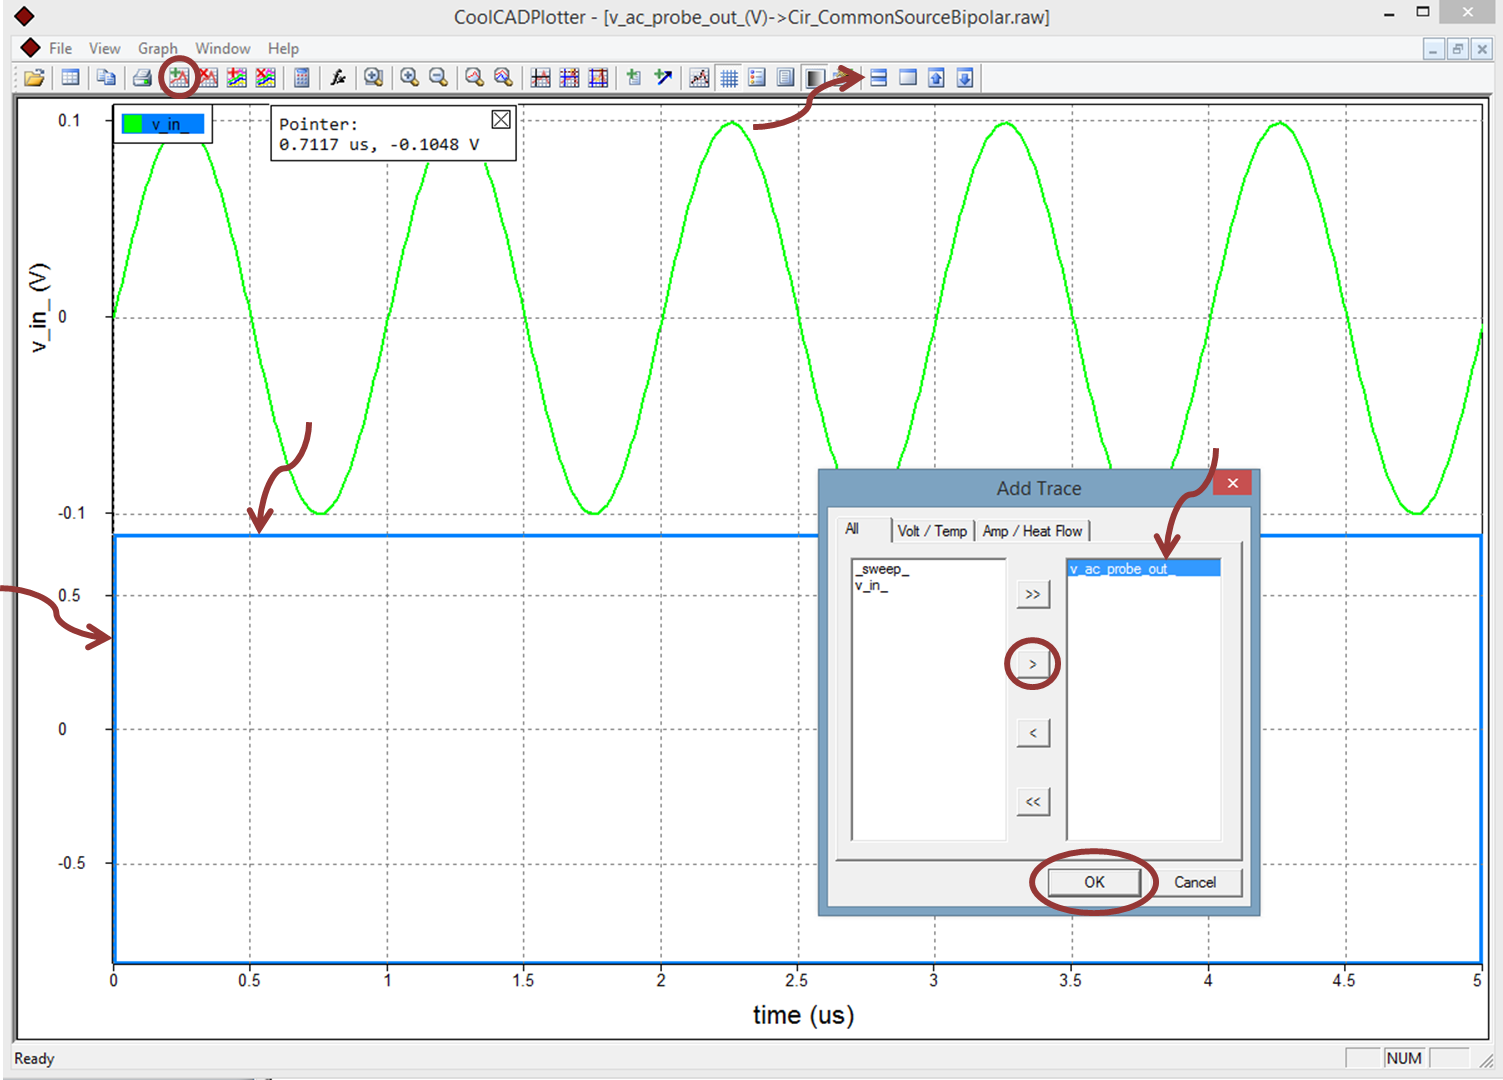 CoolCADPlotter - [v_ac_probe_out_(V)->Cir_CommonSourceBipolar.raw]
File View Graph Window Help
0.1
v_in_
Pointer:
0.7117 us, -0.1048 V
v_in_ (V)
0
-0.1
0.5
0
-0.5
Add Trace
All Volt / Temp Amp / Heat Flow
_sweep_
v_in_
v_ac_probe_out_
>>
>
<
<<
OK Cancel
0 0.5 1 1.5 2 2.5 3 3.5 4 4.5 5
time (us)
Ready NUM